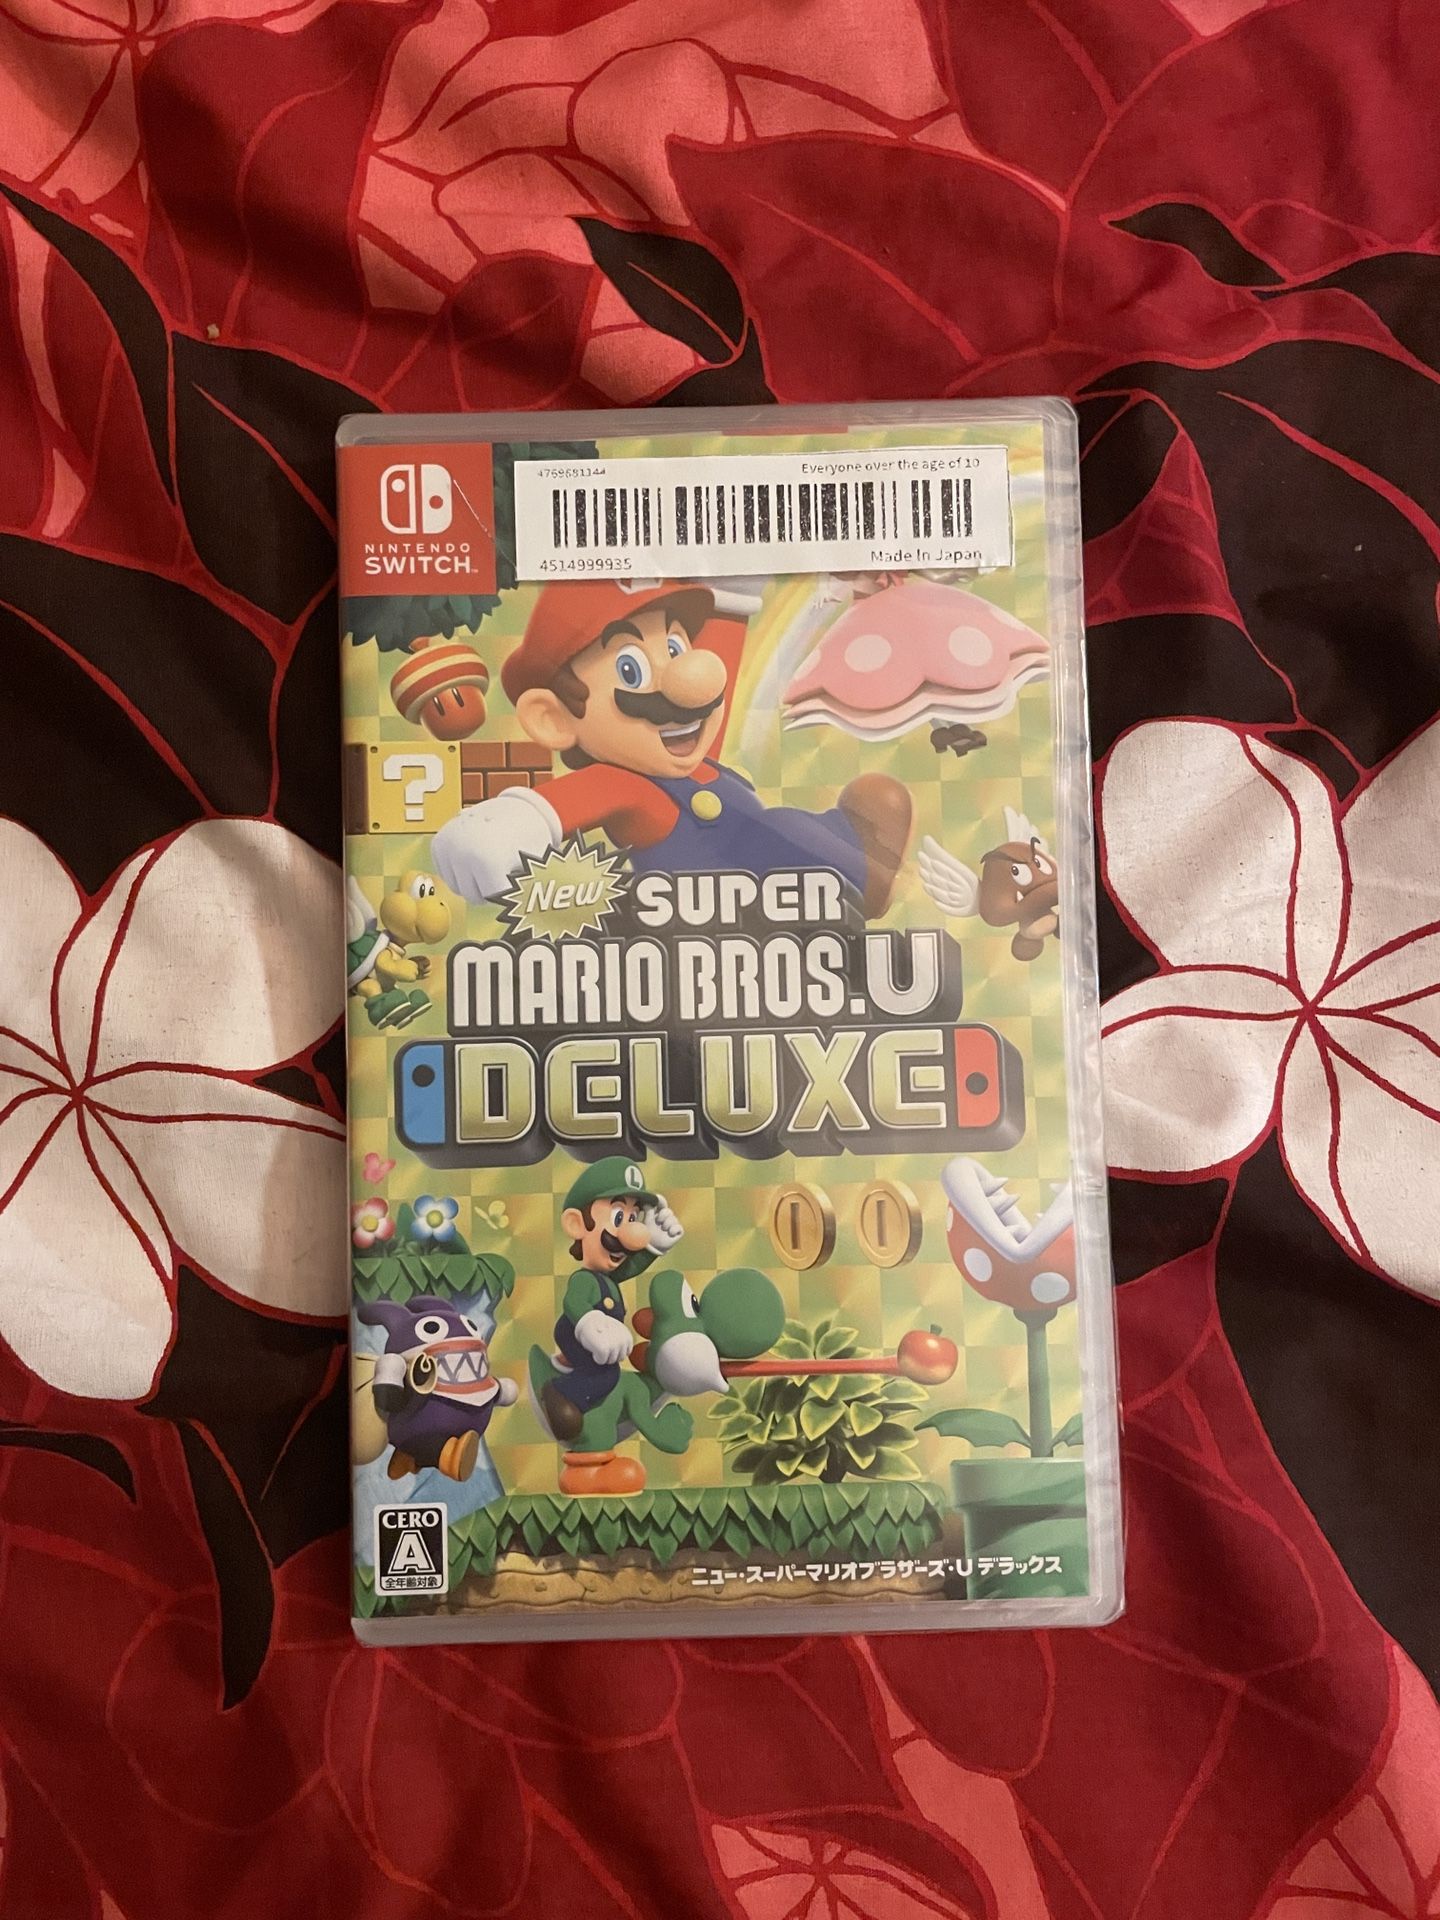 4769681144 Everyone over the age of 10
4514999935 Made In Japan
NINTENDO
SWITCH
?
New SUPER
MARIO BROS.U
DELUXE
L
CERO
A
全年齢対象
ニュー・スーパーマリオブラザーズ・U デラックス